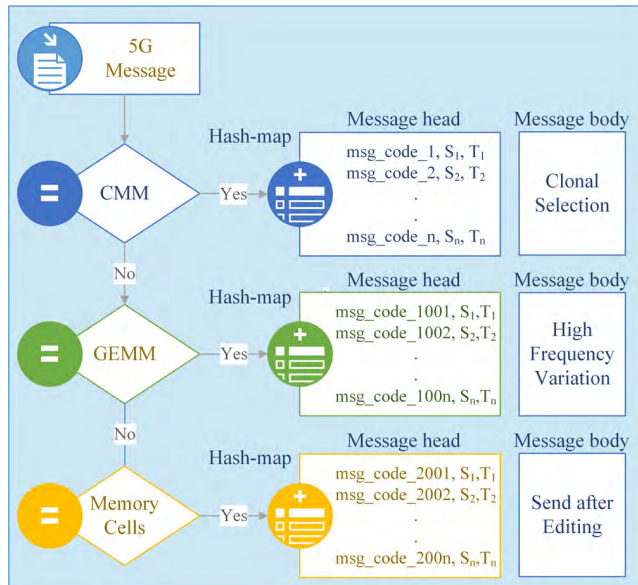 5G
Message
Hash-map
Message head
Message body
CMM
Yes
msg_code_1, S₁, T₁
msg_code_2, S₂, T₂
.
.
msg_code_n, Sₙ, Tₙ
Clonal
Selection
No
Hash-map
Message head
Message body
GEMM
Yes
msg_code_1001, S₁,T₁
msg_code_1002, S₂,T₂
.
.
msg_code_100n, Sₙ,Tₙ
High
Frequency
Variation
No
Hash-map
Message head
Message body
Memory
Cells
Yes
msg_code_2001, S₁,T₁
msg_code_2002, S₂,T₂
.
.
msg_code_200n, Sₙ,Tₙ
Send after
Editing